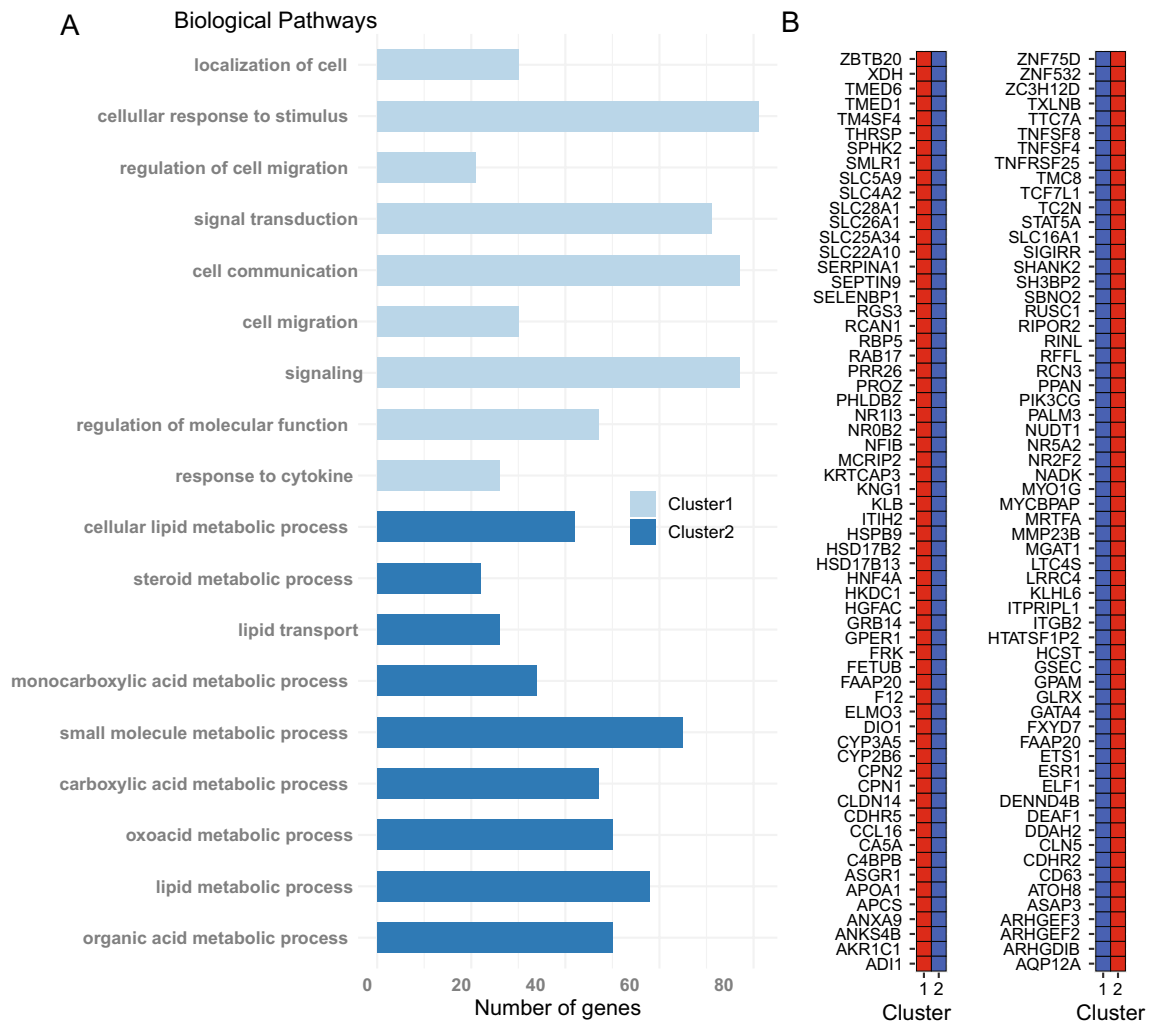 A
Biological Pathways
localization of cell
cellullar response to stimulus
regulation of cell migration
signal transduction
cell communication
cell migration
signaling
regulation of molecular function
response to cytokine
cellular lipid metabolic process
steroid metabolic process
lipid transport
monocarboxylic acid metabolic process
small molecule metabolic process
carboxylic acid metabolic process
oxoacid metabolic process
lipid metabolic process
organic acid metabolic process
Cluster1
Cluster2
0 20 40 60 80
Number of genes
B
ZBTB20
XDH
TMED6
TMED1
TM4SF4
THRSP
SPHK2
SMLR1
SLC5A9
SLC4A2
SLC28A1
SLC26A1
SLC25A34
SLC22A10
SERPINA1
SEPTIN9
SELENBP1
RGS3
RCAN1
RBP5
RAB17
PRR26
PROZ
PHLDB2
NR1I3
NR0B2
NFIB
MCRIP2
KRTCAP3
KNG1
KLB
ITIH2
HSPB9
HSD17B2
HSD17B13
HNF4A
HKDC1
HGFAC
GRB14
GPER1
FRK
FETUB
FAAP20
F12
ELMO3
DIO1
CYP3A5
CYP2B6
CPN2
CPN1
CLDN14
CDHR5
CCL16
CA5A
C4BPB
ASGR1
APOA1
APCS
ANXA9
ANKS4B
AKR1C1
ADI1
1 2
Cluster
ZNF75D
ZNF532
ZC3H12D
TXLNB
TTC7A
TNFSF8
TNFSF4
TNFRSF25
TMC8
TCF7L1
TC2N
STAT5A
SLC16A1
SIGIRR
SHANK2
SH3BP2
SBNO2
RUSC1
RIPOR2
RINL
RFFL
RCN3
PPAN
PIK3CG
PALM3
NUDT1
NR5A2
NR2F2
NADK
MYO1G
MYCBPAP
MRTFA
MMP23B
MGAT1
LTC4S
LRRC4
KLHL6
ITPRIPL1
ITGB2
HTATSF1P2
HCST
GSEC
GPAM
GLRX
GATA4
FXYD7
FAAP20
ETS1
ESR1
ELF1
DENND4B
DEAF1
DDAH2
CLN5
CDHR2
CD63
ATOH8
ASAP3
ARHGEF3
ARHGEF2
ARHGDIB
AQP12A
1 2
Cluster